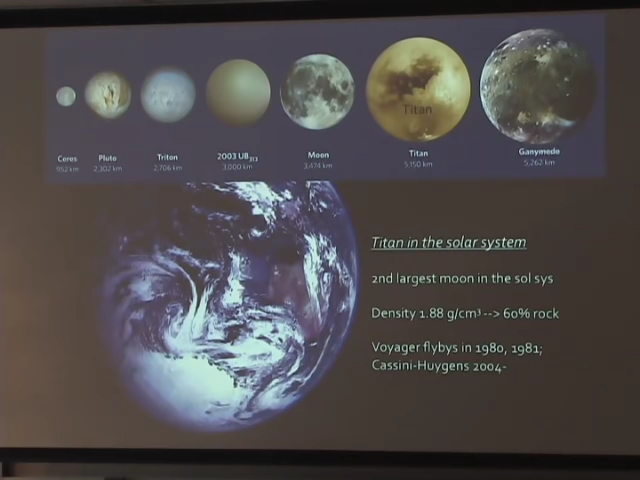 Titan
Ceres
952 km
Pluto
2,302 km
Triton
2,706 km
2003 UB313
3,000 km
Moon
3,474 km
Titan
5,150 km
Ganymede
5,262 km
Titan in the solar system
2nd largest moon in the sol sys
Density 1.88 g/cm³ --> 60% rock
Voyager flybys in 1980, 1981;
Cassini-Huygens 2004-